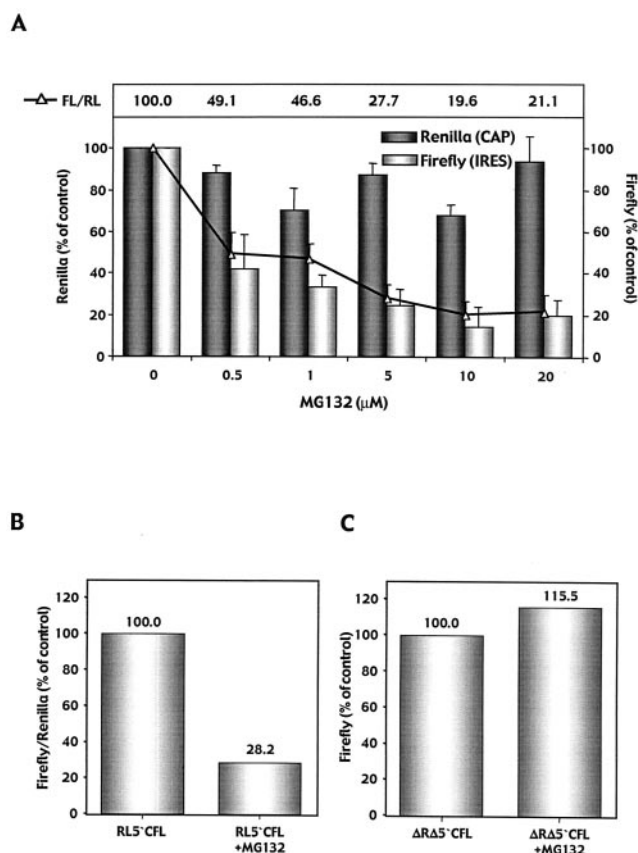 A
FL/RL 100.0 49.1 46.6 27.7 19.6 21.1
Renilla (CAP)
Firefly (IRES)
Renilla (% of control)
100
80
60
40
20
0
Firefly (% of control)
100
80
60
40
20
0
0 0.5 1 5 10 20
MG132 (μM)
B
Firefly/Renilla (% of control)
120
100
80
60
40
20
0
100.0
28.2
RL5`CFL
RL5`CFL
+MG132
C
Firefly (% of control)
120
100
80
60
40
20
0
100.0
115.5
ΔRΔ5`CFL
ΔRΔ5`CFL
+MG132